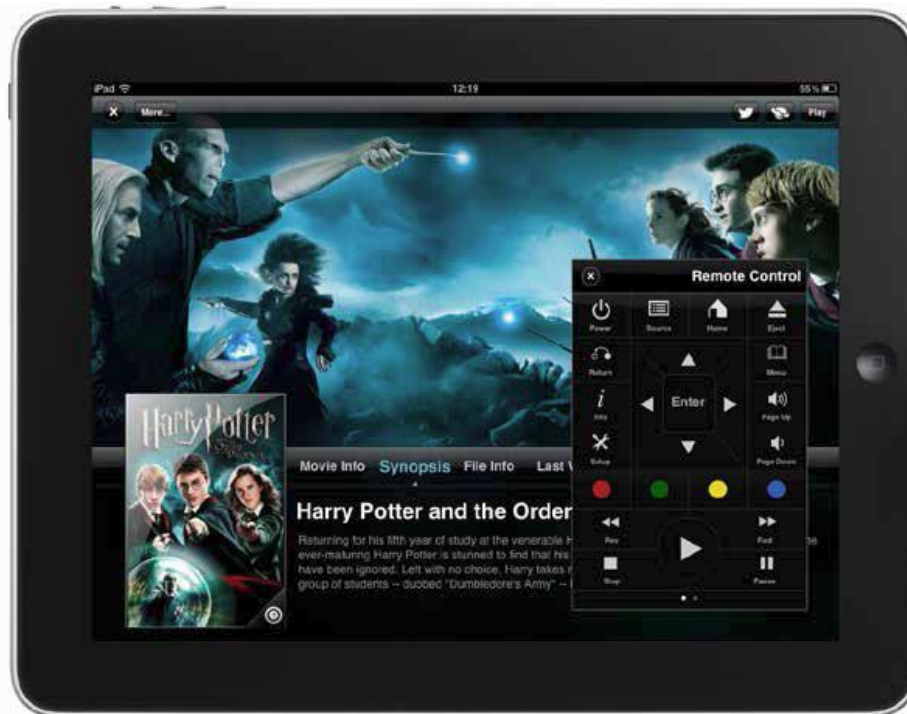 iPad 12:19 55%
X More... Play
X Remote Control
Power Source Home Eject
Return Menu
Enter
Info Page Up
Setup Page Down
Rev Fwd
Stop Pause
Harry Potter
Movie Info Synopsis File Info Last
Harry Potter and the Order
Returning for his fifth year of study at the venerable
ever-maturing Harry Potter is stunned to find that his
have been ignored. Left with no choice, Harry takes
group of students -- dubbed "Dumbledore's Army" --